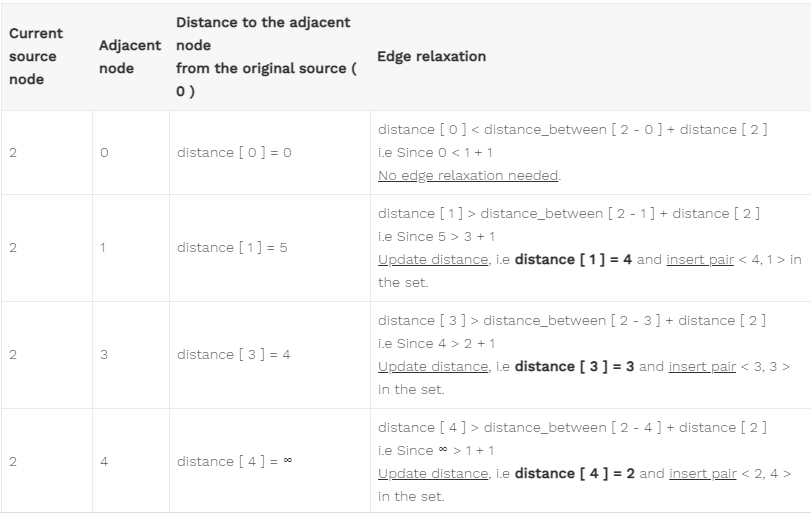 Current source node
Adjacent node
Distance to the adjacent node
from the original source ( 0 )
Edge relaxation
2
0
distance [ 0 ] = 0
distance [ 0 ] < distance_between [ 2 - 0 ] + distance [ 2 ]
i.e Since 0 < 1 + 1
No edge relaxation needed.
2
1
distance [ 1 ] = 5
distance [ 1 ] > distance_between [ 2 - 1 ] + distance [ 2 ]
i.e Since 5 > 3 + 1
Update distance, i.e distance [ 1 ] = 4 and insert pair < 4, 1 > in
the set.
2
3
distance [ 3 ] = 4
distance [ 3 ] > distance_between [ 2 - 3 ] + distance [ 2 ]
i.e Since 4 > 2 + 1
Update distance, i.e distance [ 3 ] = 3 and insert pair < 3, 3 >
in the set.
2
4
distance [ 4 ] = ∞
distance [ 4 ] > distance_between [ 2 - 4 ] + distance [ 2 ]
i.e Since ∞ > 1 + 1
Update distance, i.e distance [ 4 ] = 2 and insert pair < 2, 4 >
in the set.